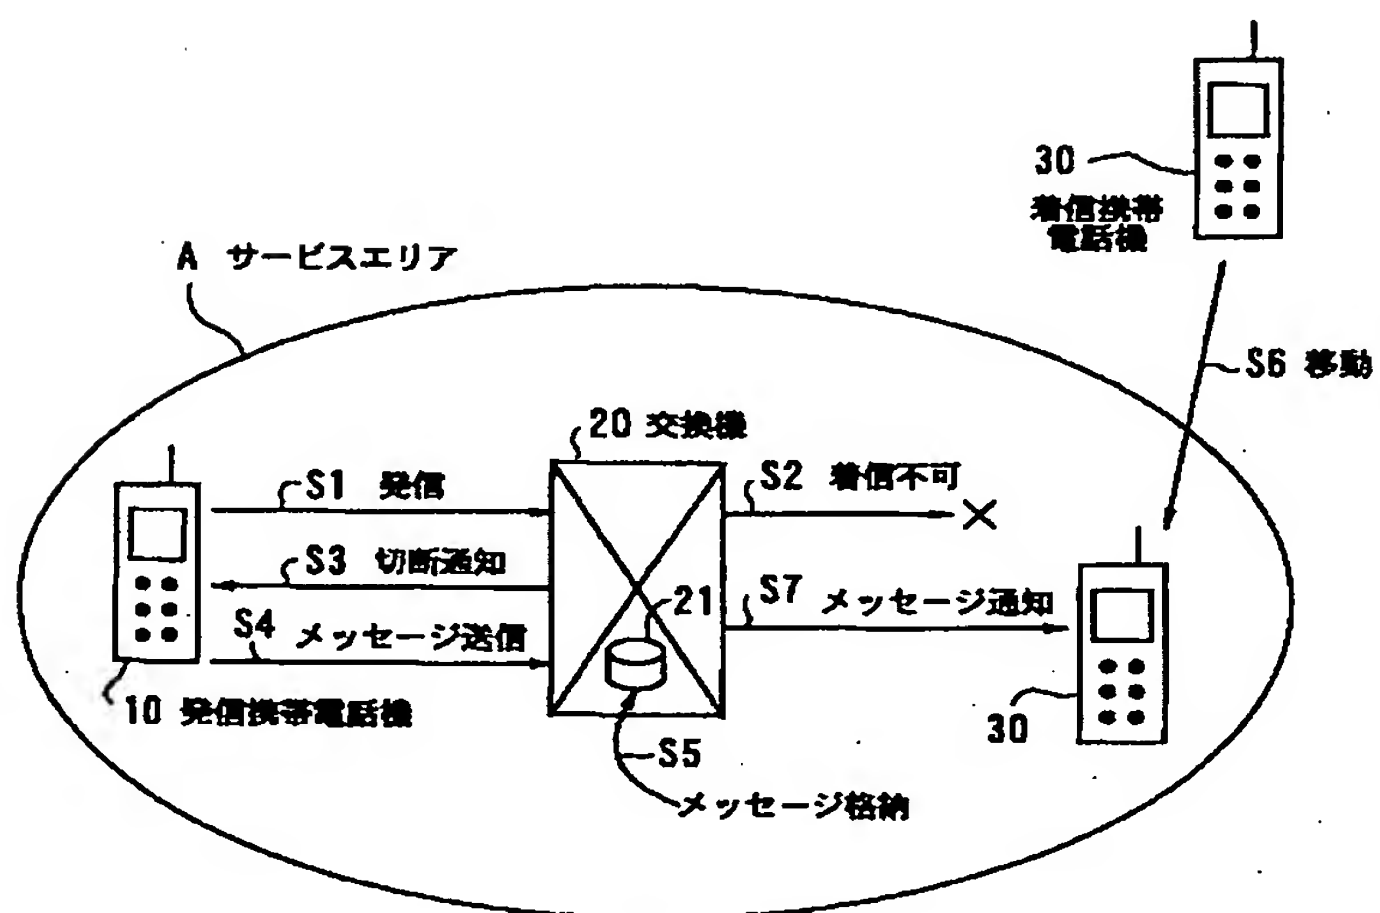 30
着信携帯
電話機
A サービスエリア
S6 移動
20 交換機
S1 発信
S2 着信不可
S3 切断通知
21
S7 メッセージ通知
S4 メッセージ送信
10 発信携帯電話機
30
S5
メッセージ格納